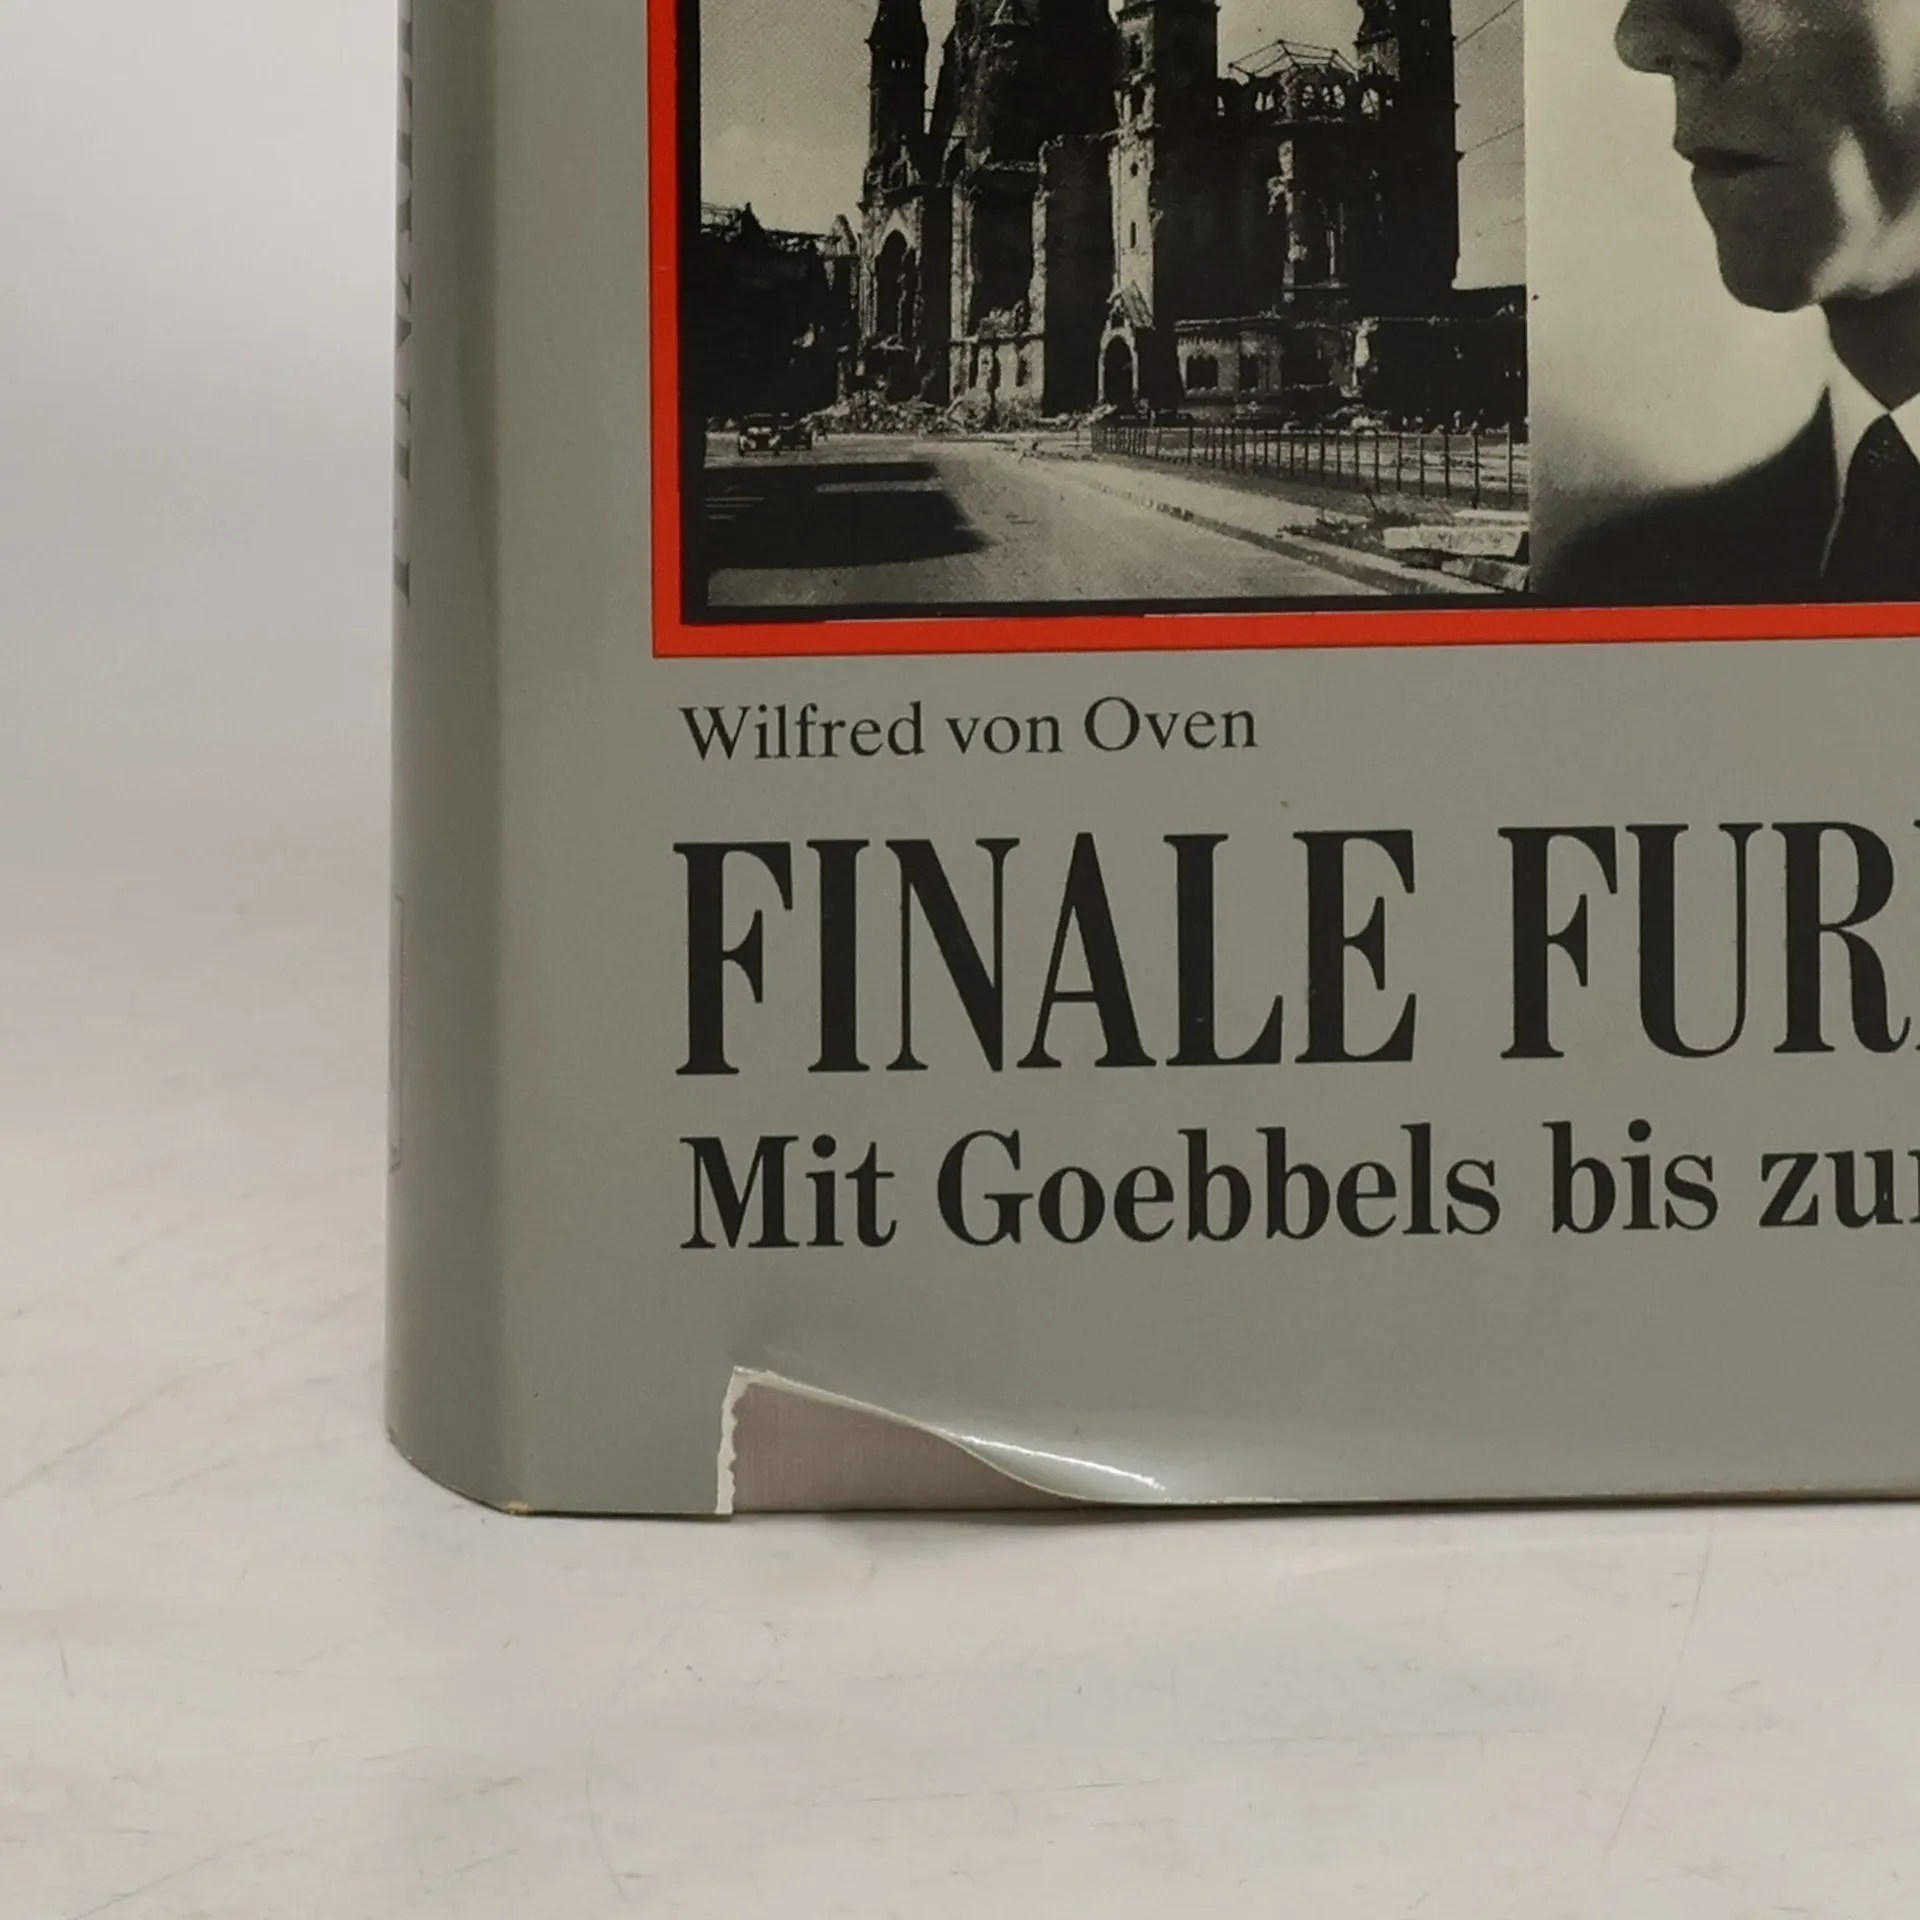 Wilfred von Oven
FINALE FUR
Mit Goebbels bis zu